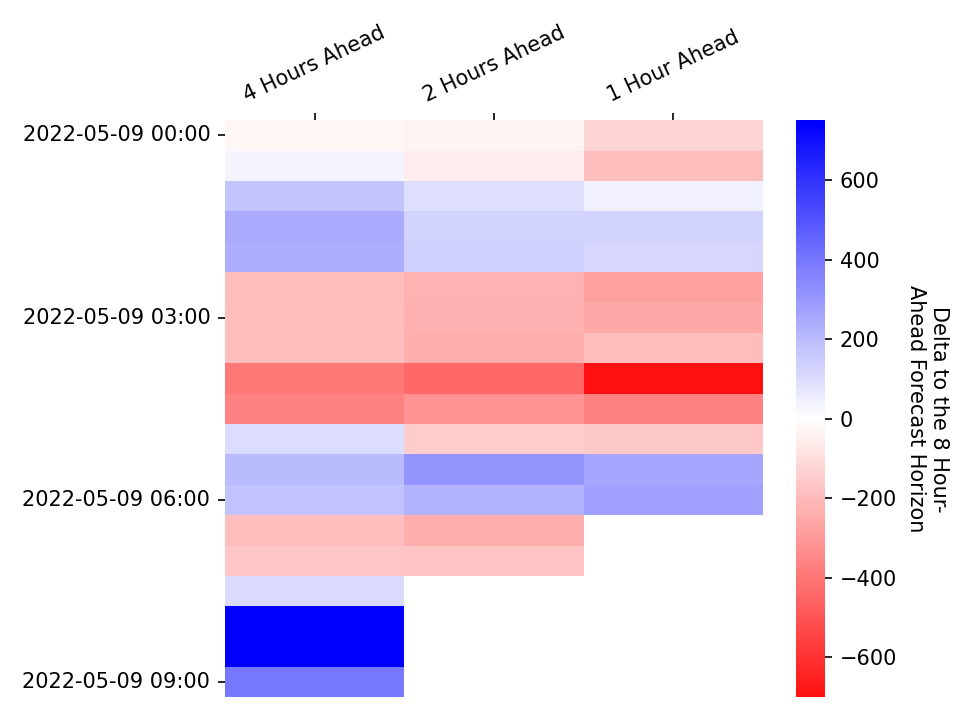 4 Hours Ahead
2 Hours Ahead
1 Hour Ahead
2022-05-09 00:00
2022-05-09 03:00
2022-05-09 06:00
2022-05-09 09:00
600
400
200
0
−200
−400
−600
Delta to the 8 Hour-
Ahead Forecast Horizon